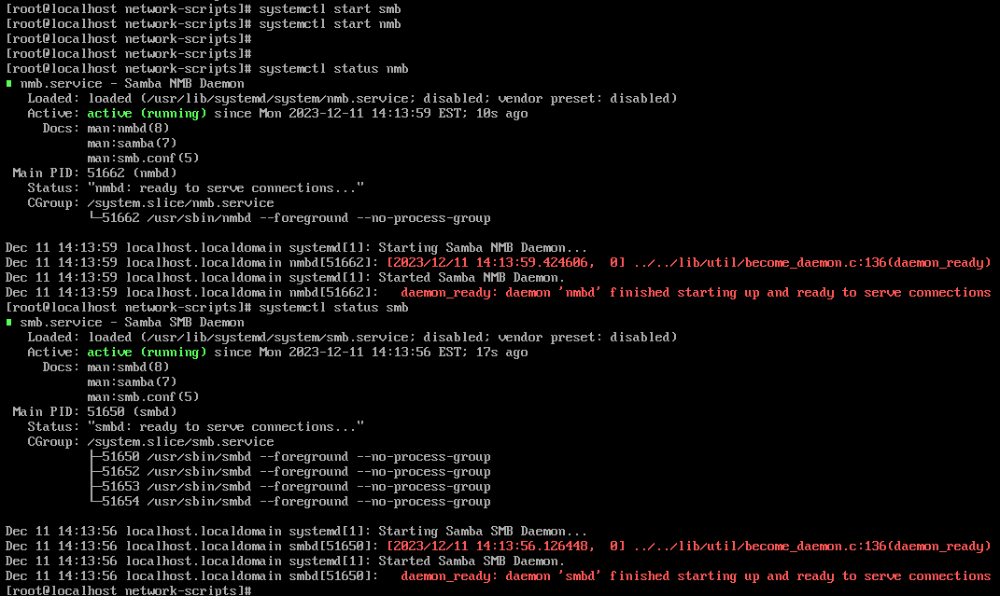 [root@localhost network-scripts]# systemctl start smb
[root@localhost network-scripts]# systemctl start nmb
[root@localhost network-scripts]#
[root@localhost network-scripts]#
[root@localhost network-scripts]# systemctl status nmb
nmb.service - Samba NMB Daemon
Loaded: loaded (/usr/lib/systemd/system/nmb.service; disabled; vendor preset: disabled)
Active: active (running) since Mon 2023-12-11 14:13:59 EST; 10s ago
Docs: man:nmbd(8)
man:samba(7)
man:smb.conf(5)
Main PID: 51662 (nmbd)
Status: "nmbd: ready to serve connections..."
CGroup: /system.slice/nmb.service
└─51662 /usr/sbin/nmbd --foreground --no-process-group
Dec 11 14:13:59 localhost.localdomain systemd[1]: Starting Samba NMB Daemon...
Dec 11 14:13:59 localhost.localdomain nmbd[51662]: [2023/12/11 14:13:59.424606,  0] ../../lib/util/become_daemon.c:136(daemon_ready)
Dec 11 14:13:59 localhost.localdomain systemd[1]: Started Samba NMB Daemon.
Dec 11 14:13:59 localhost.localdomain nmbd[51662]:   daemon_ready: daemon 'nmbd' finished starting up and ready to serve connections
[root@localhost network-scripts]# systemctl status smb
smb.service - Samba SMB Daemon
Loaded: loaded (/usr/lib/systemd/system/smb.service; disabled; vendor preset: disabled)
Active: active (running) since Mon 2023-12-11 14:13:56 EST; 17s ago
Docs: man:smbd(8)
man:samba(7)
man:smb.conf(5)
Main PID: 51650 (smbd)
Status: "smbd: ready to serve connections..."
CGroup: /system.slice/smb.service
├─51650 /usr/sbin/smbd --foreground --no-process-group
├─51652 /usr/sbin/smbd --foreground --no-process-group
├─51653 /usr/sbin/smbd --foreground --no-process-group
└─51654 /usr/sbin/smbd --foreground --no-process-group
Dec 11 14:13:56 localhost.localdomain systemd[1]: Starting Samba SMB Daemon...
Dec 11 14:13:56 localhost.localdomain smbd[51650]: [2023/12/11 14:13:56.126448,  0] ../../lib/util/become_daemon.c:136(daemon_ready)
Dec 11 14:13:56 localhost.localdomain systemd[1]: Started Samba SMB Daemon.
Dec 11 14:13:56 localhost.localdomain smbd[51650]:   daemon_ready: daemon 'smbd' finished starting up and ready to serve connections
[root@localhost network-scripts]#